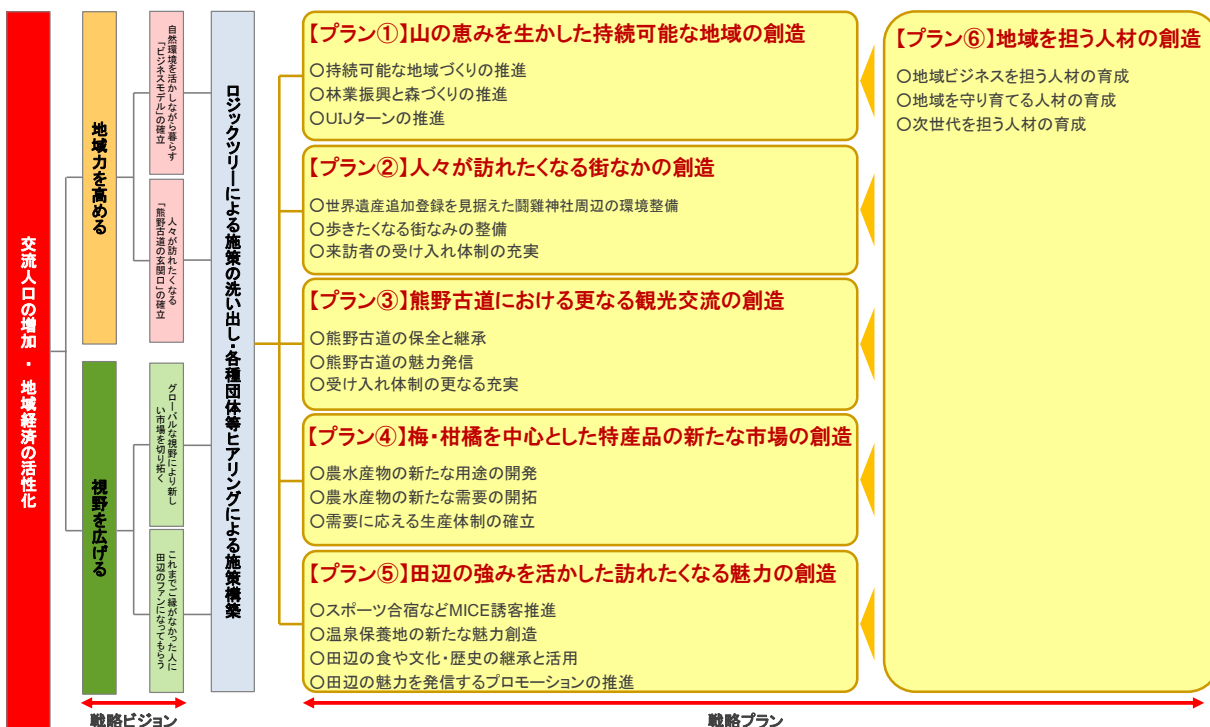 交流人口の増加・地域経済の活性化
地域力を高める
視野を広げる
自然環境を活かしながら暮らす
「ビジネスモデル」の確立
人々が訪れたくなる
「熊野古道の玄関口」の確立
グローバルな視野により新し
い市場を切り拓く
これまでご縁がなかった人に
田辺のファンになってもらう
ロジックツリーによる施策の洗い出し・各種団体等ヒアリングによる施策構築
【プラン①】山の恵みを生かした持続可能な地域の創造
○持続可能な地域づくりの推進
○林業振興と森づくりの推進
○UIJターンの推進
【プラン②】人々が訪れたくなる街なかの創造
○世界遺産追加登録を見据えた闘雞神社周辺の環境整備
○歩きたくなる街なみの整備
○来訪者の受け入れ体制の充実
【プラン③】熊野古道における更なる観光交流の創造
○熊野古道の保全と継承
○熊野古道の魅力発信
○受け入れ体制の更なる充実
【プラン④】梅・柑橘を中心とした特産品の新たな市場の創造
○農水産物の新たな用途の開発
○農水産物の新たな需要の開拓
○需要に応える生産体制の確立
【プラン⑤】田辺の強みを活かした訪れたくなる魅力の創造
○スポーツ合宿などMICE誘客推進
○温泉保養地の新たな魅力創造
○田辺の食や文化・歴史の継承と活用
○田辺の魅力を発信するプロモーションの推進
【プラン⑥】地域を担う人材の創造
○地域ビジネスを担う人材の育成
○地域を守り育てる人材の育成
○次世代を担う人材の育成
戦略ビジョン
戦略プラン